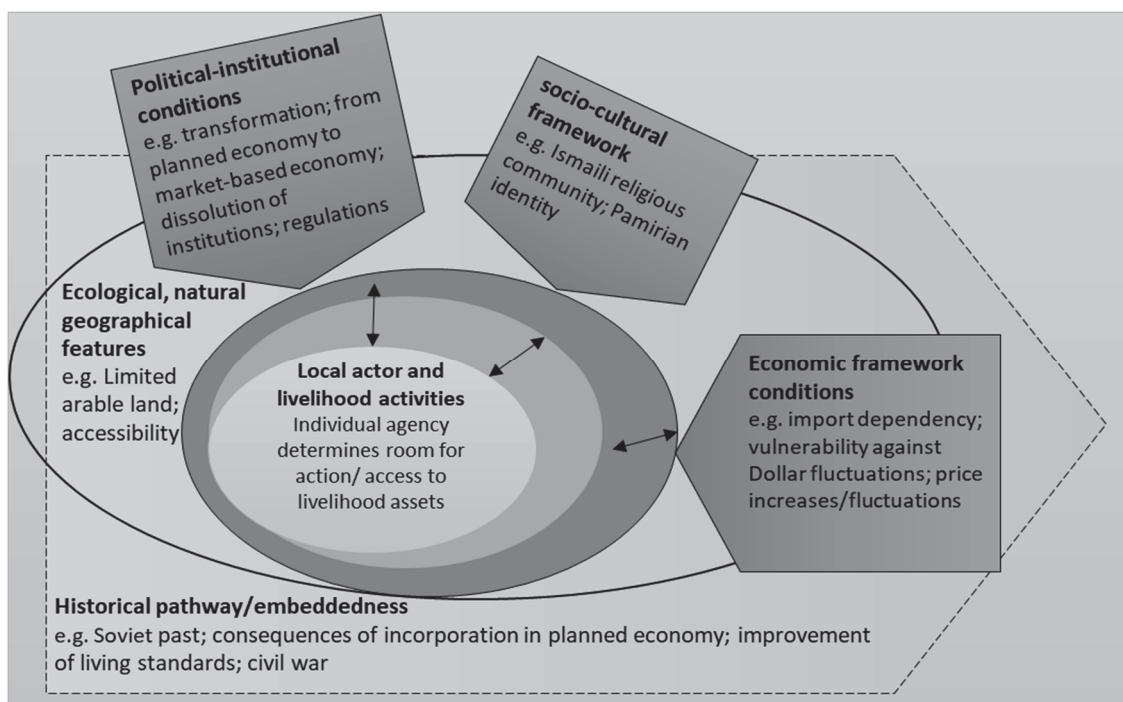 Political-institutional
conditions
e.g. transformation; from
planned economy to
market-based economy;
dissolution of
institutions; regulations
socio-cultural
framework
e.g. Ismaili religious
community; Pamirian
identity
Ecological, natural
geographical
features
e.g. Limited
arable land;
accessibility
Local actor and
livelihood activities
Individual agency
determines room for
action/ access to
livelihood assets
Economic framework
conditions
e.g. import dependency;
vulnerability against
Dollar fluctuations; price
increases/fluctuations
Historical pathway/embeddedness
e.g. Soviet past; consequences of incorporation in planned economy; improvement
of living standards; civil war